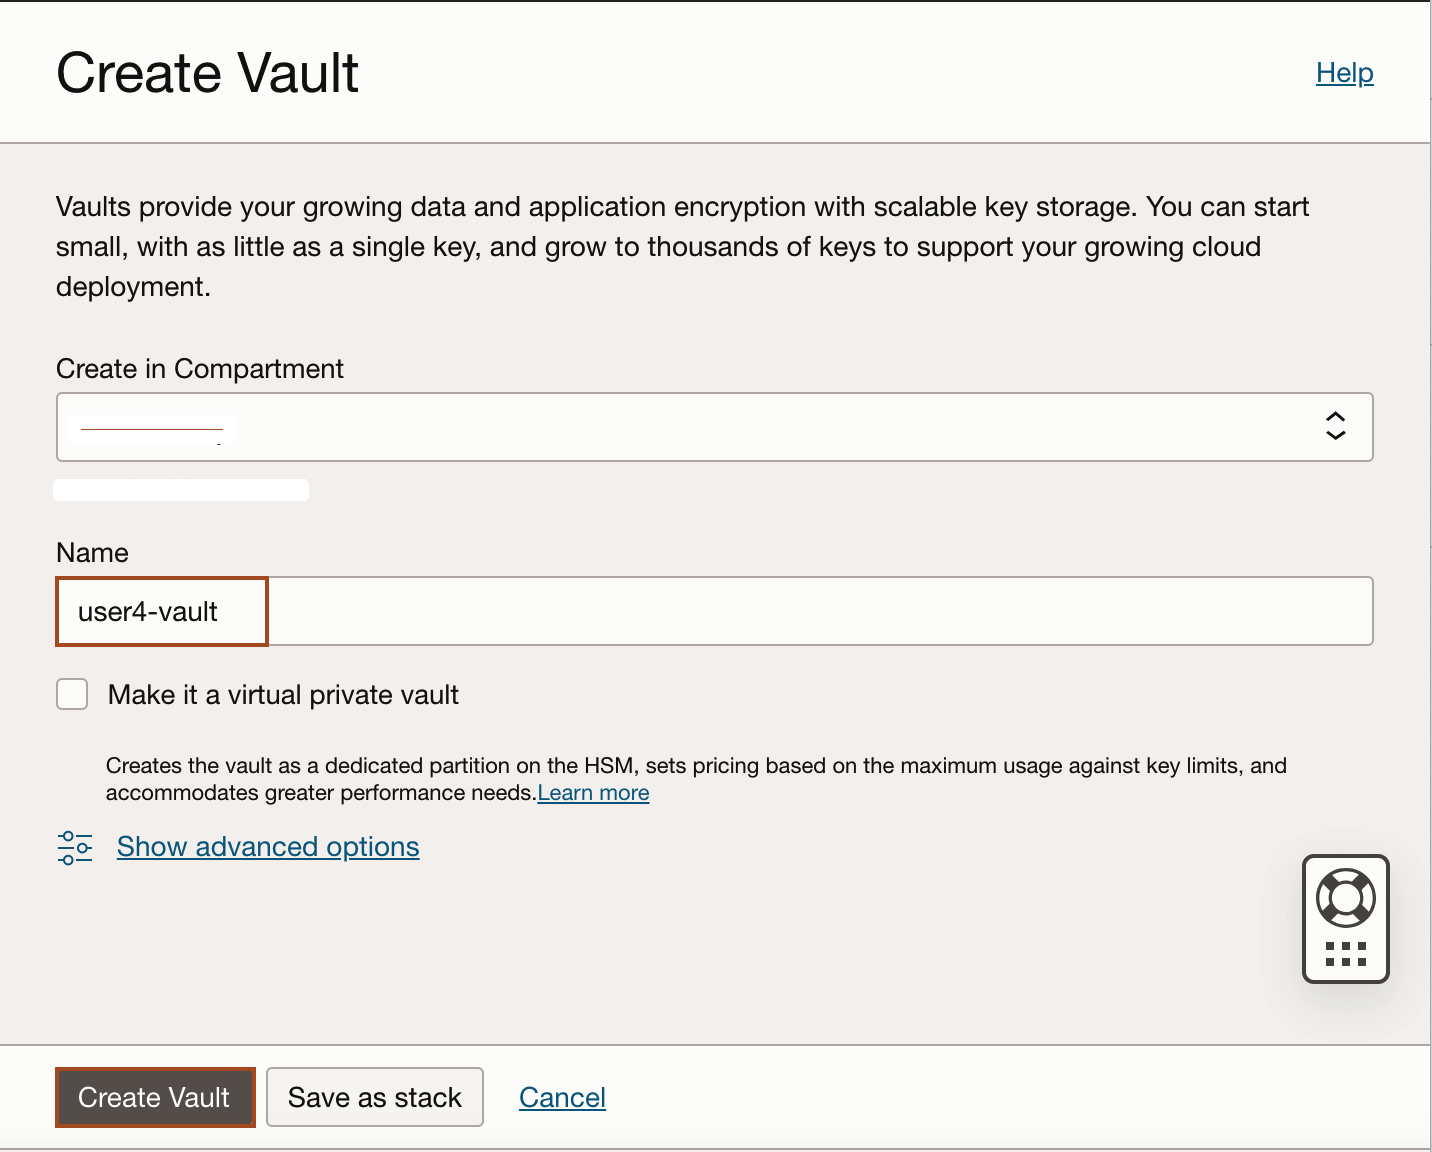 Create Vault
Help
Vaults provide your growing data and application encryption with scalable key storage. You can start
small, with as little as a single key, and grow to thousands of keys to support your growing cloud
deployment.
Create in Compartment
Name
user4-vault
Make it a virtual private vault
Creates the vault as a dedicated partition on the HSM, sets pricing based on the maximum usage against key limits, and
accommodates greater performance needs.Learn more
Show advanced options
Create Vault
Save as stack
Cancel